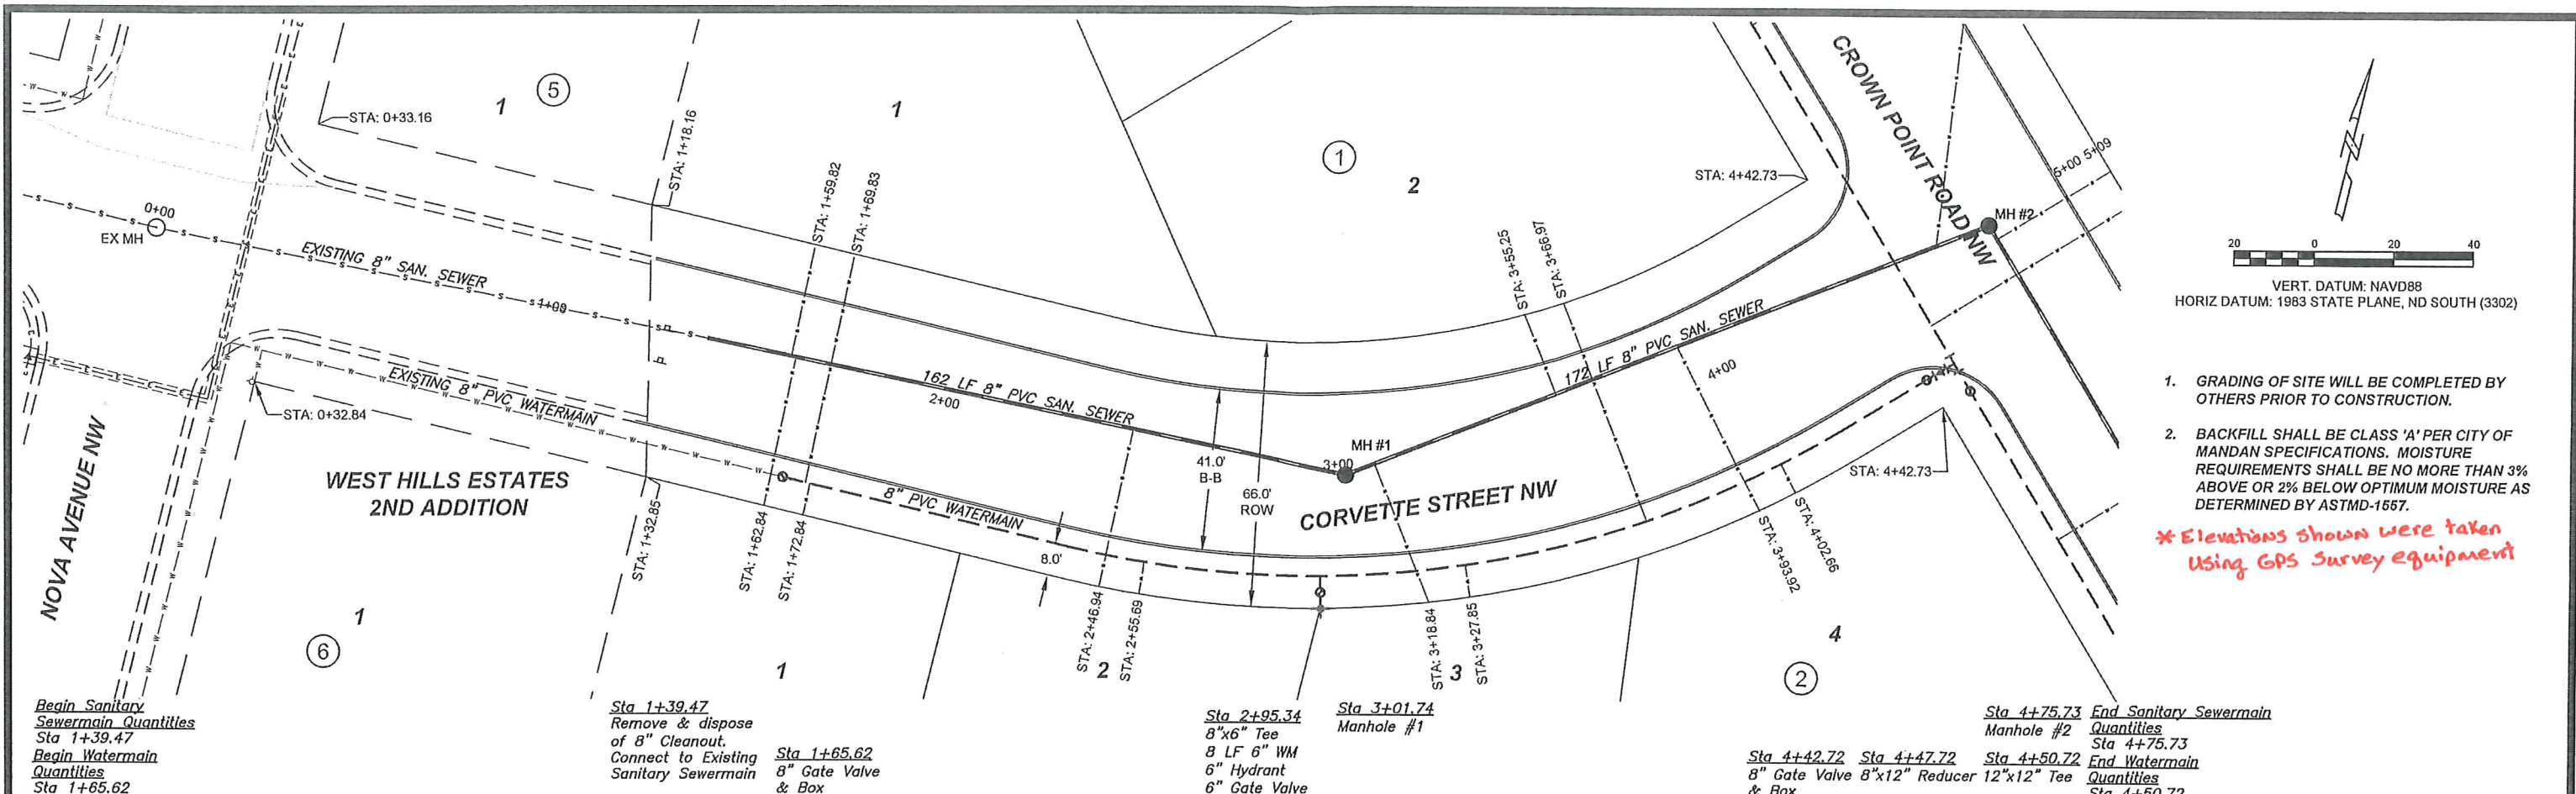 5
1
1
1
2
STA: 0+33.16
STA: 1+18.16
STA: 1+59.82
STA: 1+69.83
0+00
EX MH
EXISTING 8" SAN. SEWER
1+00
EXISTING 8" PVC WATERMAIN
STA: 0+32.84
NOVA AVENUE NW
WEST HILLS ESTATES
2ND ADDITION
1
6
162 LF 8" PVC SAN. SEWER
2+00
8" PVC WATERMAIN
41.0'
B-B
66.0'
ROW
8.0'
MH #1
3+00
CORVETTE STREET NW
172 LF 8" PVC SAN. SEWER
4+00
STA: 3+55.25
STA: 3+66.97
STA: 4+42.73
CROWN POINT ROAD NW
MH #2
5+00 5+09
STA: 4+42.73
STA: 1+32.85
STA: 1+62.84
STA: 1+72.84
STA: 2+46.94
STA: 2+55.69
STA: 3+18.84
STA: 3+27.85
STA: 3+93.92
STA: 4+02.66
1
2
3
4
2
N
20 0 20 40
VERT. DATUM: NAVD88
HORIZ DATUM: 1983 STATE PLANE, ND SOUTH (3302)
1. GRADING OF SITE WILL BE COMPLETED BY
OTHERS PRIOR TO CONSTRUCTION.
2. BACKFILL SHALL BE CLASS 'A' PER CITY OF
MANDAN SPECIFICATIONS. MOISTURE
REQUIREMENTS SHALL BE NO MORE THAN 3%
ABOVE OR 2% BELOW OPTIMUM MOISTURE AS
DETERMINED BY ASTMD-1557.
* Elevations shown were taken
using GPS survey equipment
Begin Sanitary
Sewermain Quantities
Sta 1+39.47
Begin Watermain
Quantities
Sta 1+65.62
Sta 1+39.47
Remove & dispose
of 8" Cleanout.
Connect to Existing
Sanitary Sewermain
Sta 1+65.62
8" Gate Valve
& Box
Sta 2+95.34
8"x6" Tee
8 LF 6" WM
6" Hydrant
6" Gate Valve
Sta 3+01.74
Manhole #1
Sta 4+42.72
8" Gate Valve
& Box
Sta 4+47.72
8"x12" Reducer
Sta 4+75.73
Manhole #2
Sta 4+50.72
12"x12" Tee
End Sanitary Sewermain
Quantities
Sta 4+75.73
End Watermain
Quantities
Sta 4+50.72